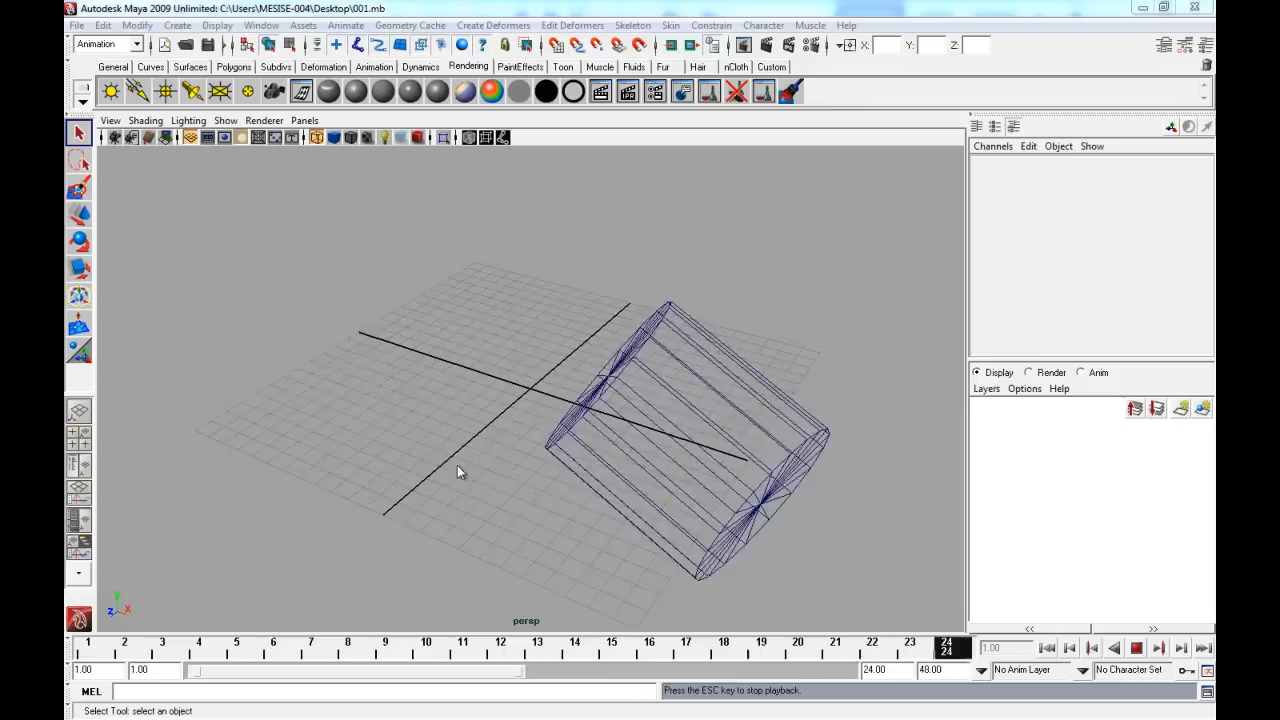 Autodesk Maya 2009 Unlimited: C:\Users\MESISE-004\Desktop\001.mb
File Edit Modify Create Display Window Assets Animate Geometry Cache Create Deformers Edit Deformers Skeleton Skin Constrain Character Muscle Help
Animation X: Y: Z:
General Curves Surfaces Polygons Subdivs Deformation Animation Dynamics Rendering PaintEffects Toon Muscle Fluids Fur Hair nCloth Custom
View Shading Lighting Show Renderer Panels
Channels Edit Object Show
Display Render Anim
Layers Options Help
y
z x
persp
1 2 3 4 5 6 7 8 9 10 11 12 13 14 15 16 17 18 19 20 21 22 23 24
24
1.00
1.00 1.00 24.00 48.00 No Anim Layer No Character Set
MEL Press the ESC key to stop playback.
Select Tool: select an object